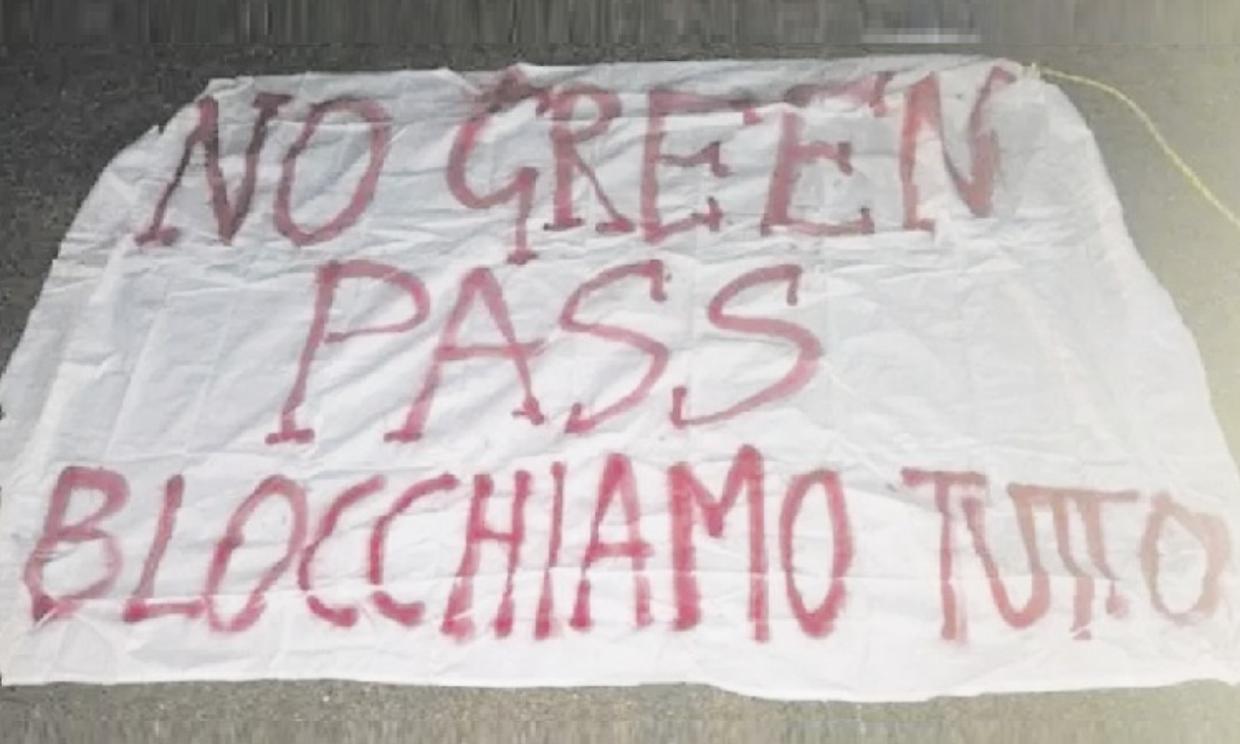 NO GREEN
PASS
BLOCCHIAMO TUTTO